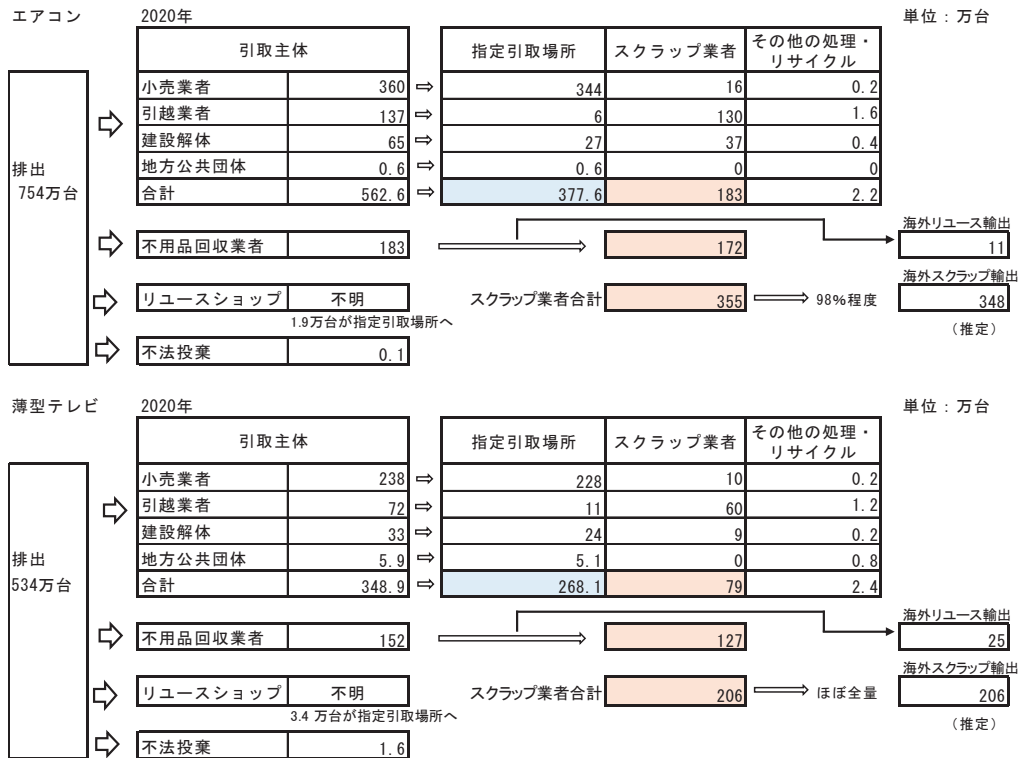 エアコン 2020年 単位：万台
引取主体 指定引取場所 スクラップ業者 その他の処理・
リサイクル
小売業者 360 ⇨ 344 16 0.2
引越業者 137 ⇨ 6 130 1.6
建設解体 65 ⇨ 27 37 0.4
地方公共団体 0.6 ⇨ 0.6 0 0
合計 562.6 ⇨ 377.6 183 2.2
排出
754万台
海外リユース輸出
不用品回収業者 183 172 11
海外スクラップ輸出
リユースショップ 不明 スクラップ業者合計 355 98%程度 348
1.9万台が指定引取場所へ （推定）
不法投棄 0.1
薄型テレビ 2020年 単位：万台
引取主体 指定引取場所 スクラップ業者 その他の処理・
リサイクル
小売業者 238 ⇨ 228 10 0.2
引越業者 72 ⇨ 11 60 1.2
建設解体 33 ⇨ 24 9 0.2
地方公共団体 5.9 ⇨ 5.1 0 0.8
合計 348.9 ⇨ 268.1 79 2.4
排出
534万台
海外リユース輸出
不用品回収業者 152 127 25
海外スクラップ輸出
リユースショップ 不明 スクラップ業者合計 206 ほぼ全量 206
3.4 万台が指定引取場所へ （推定）
不法投棄 1.6